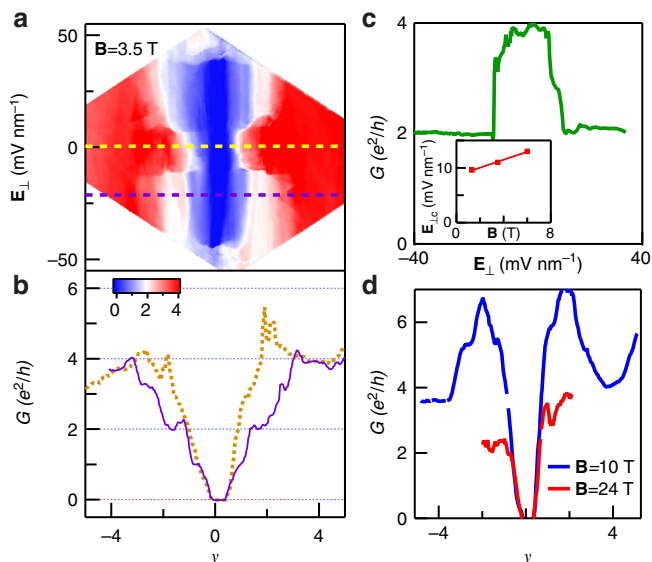 a
B=3.5 T
50
0
−50
E⊥ (mV nm−1)
b
0 2 4
6
4
2
0
G (e2/h)
−4 0 4
ν
c
4
2
0
G (e2/h)
10
0
E⊥c (mV nm−1)
0 B (T) 8
−40 E⊥ (mV nm−1) 40
d
6
4
2
0
G (e2/h)
B=10 T
B=24 T
−4 0 4
ν